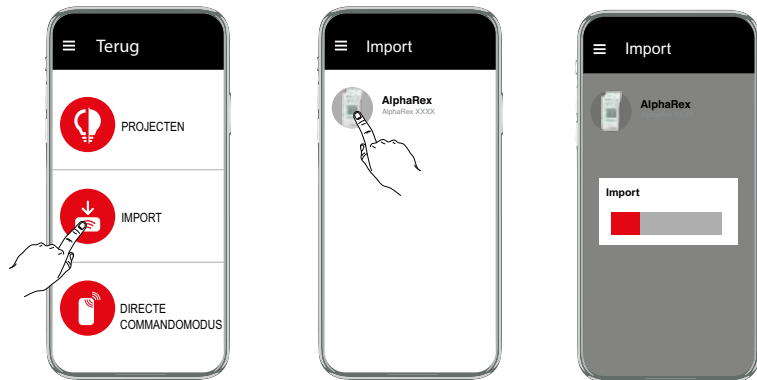 Terug
PROJECTEN
IMPORT
DIRECTE
COMMANDOMODUS
Import
AlphaRex
AlphaRex XXXX
Import
AlphaRex
Import